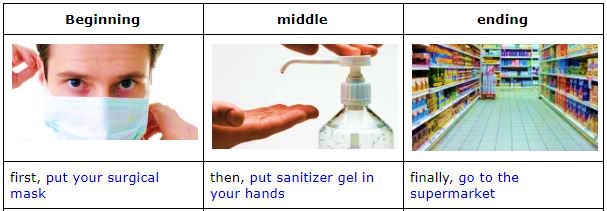 Beginning
middle
ending
first, put your surgical
mask
then, put sanitizer gel in
your hands
finally, go to the
supermarket